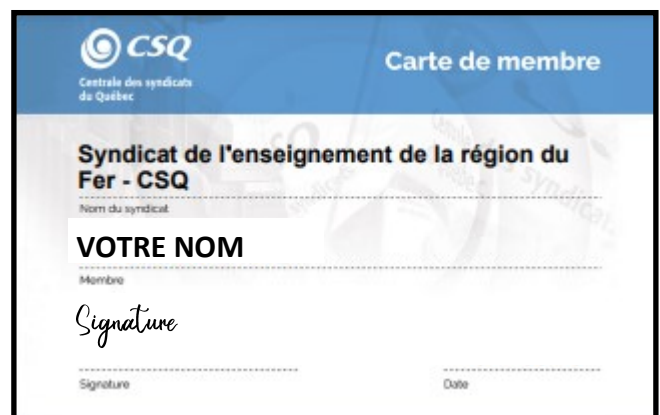 CSQ
Centrale des syndicats
du Québec
Carte de membre
Syndicat de l'enseignement de la région du
Fer - CSQ
Nom du syndicat
VOTRE NOM
Membre
Signature
Signature
Date